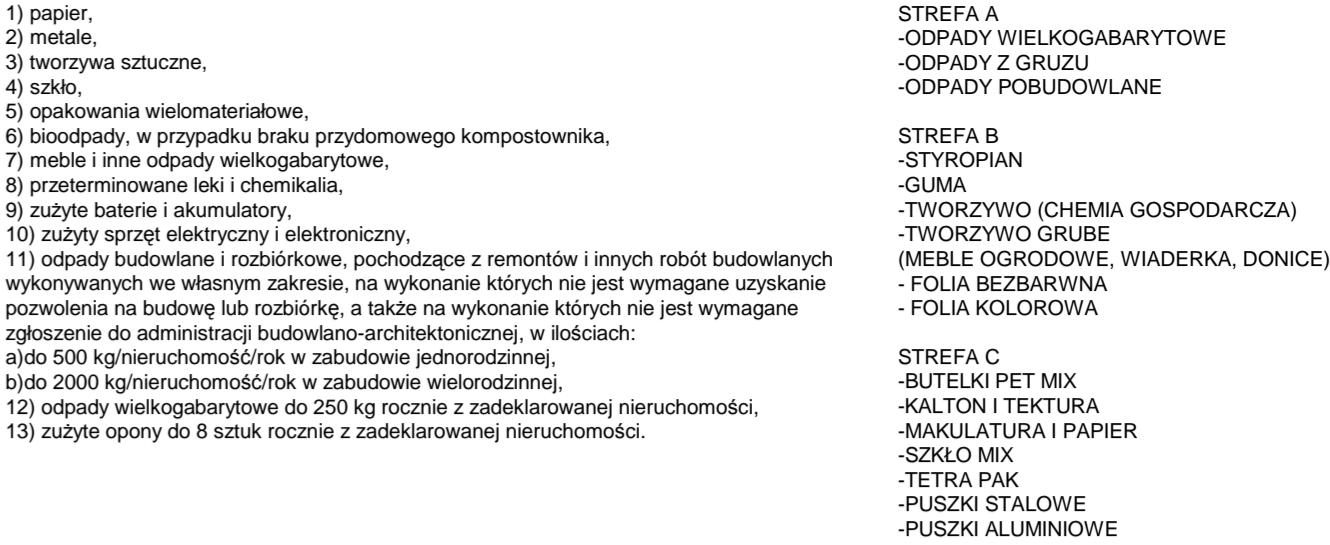 1) papier,
2) metale,
3) tworzywa sztuczne,
4) szkło,
5) opakowania wielomateriałowe,
6) bioodpady, w przypadku braku przydomowego kompostownika,
7) meble i inne odpady wielkogabarytowe,
8) przeterminowane leki i chemikalia,
9) zużyte baterie i akumulatory,
10) zużyty sprzęt elektryczny i elektroniczny,
11) odpady budowlane i rozbiórkowe, pochodzące z remontów i innych robót budowlanych
wykonywanych we własnym zakresie, na wykonanie których nie jest wymagane uzyskanie
pozwolenia na budowę lub rozbiórkę, a także na wykonanie których nie jest wymagane
zgłoszenie do administracji budowlano-architektonicznej, w ilościach:
a)do 500 kg/nieruchomość/rok w zabudowie jednorodzinnej,
b)do 2000 kg/nieruchomość/rok w zabudowie wielorodzinnej,
12) odpady wielkogabarytowe do 250 kg rocznie z zadeklarowanej nieruchomości,
13) zużyte opony do 8 sztuk rocznie z zadeklarowanej nieruchomości.
STREFA A
-ODPADY WIELKOGABARYTOWE
-ODPADY Z GRUZU
-ODPADY POBUDOWLANE
STREFA B
-STYROPIAN
-GUMA
-TWORZYWO (CHEMIA GOSPODARCZA)
-TWORZYWO GRUBE
(MEBLE OGRODOWE, WIADERKA, DONICE)
- FOLIA BEZBARWNA
- FOLIA KOLOROWA
STREFA C
-BUTELKI PET MIX
-KALTON I TEKTURA
-MAKULATURA I PAPIER
-SZKŁO MIX
-TETRA PAK
-PUSZKI STALOWE
-PUSZKI ALUMINIOWE